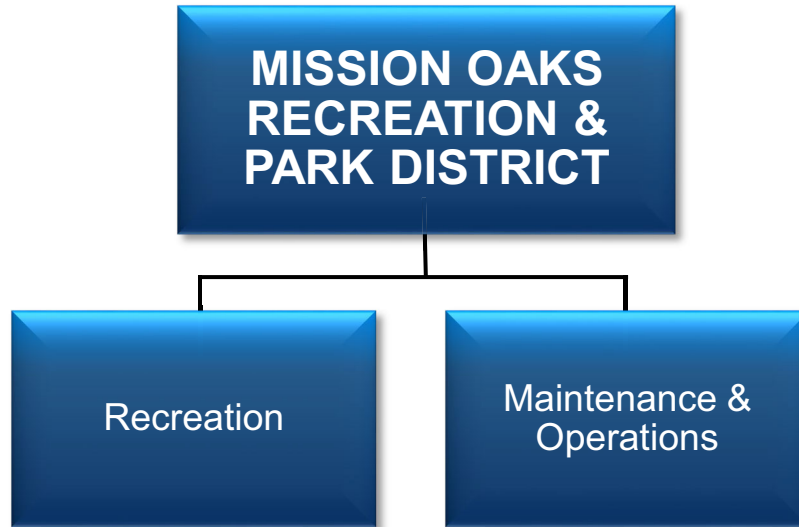 MISSION OAKS
RECREATION &
PARK DISTRICT
Recreation
Maintenance &
Operations